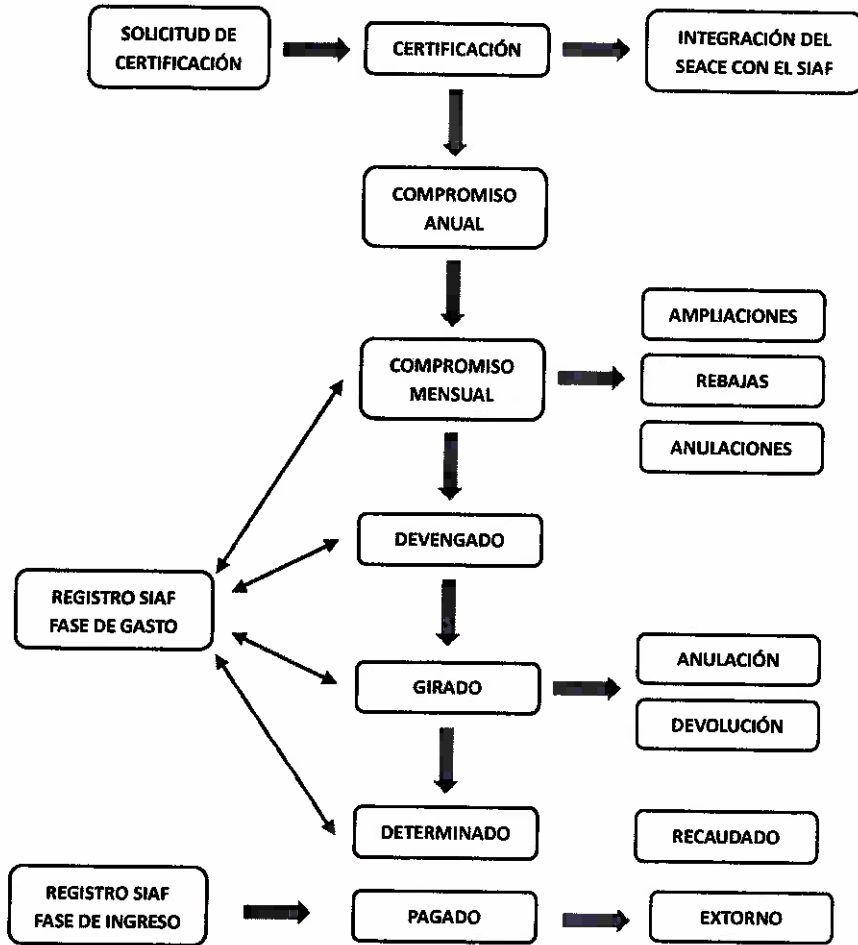 SOLICITUD DE
CERTIFICACIÓN
CERTIFICACIÓN
INTEGRACIÓN DEL
SEACE CON EL SIAF
COMPROMISO
ANUAL
COMPROMISO
MENSUAL
AMPLIACIONES
REBAJAS
ANULACIONES
DEVENGADO
REGISTRO SIAF
FASE DE GASTO
GIRADO
ANULACIÓN
DEVOLUCIÓN
DETERMINADO
RECAUDADO
REGISTRO SIAF
FASE DE INGRESO
PAGADO
EXTORNO